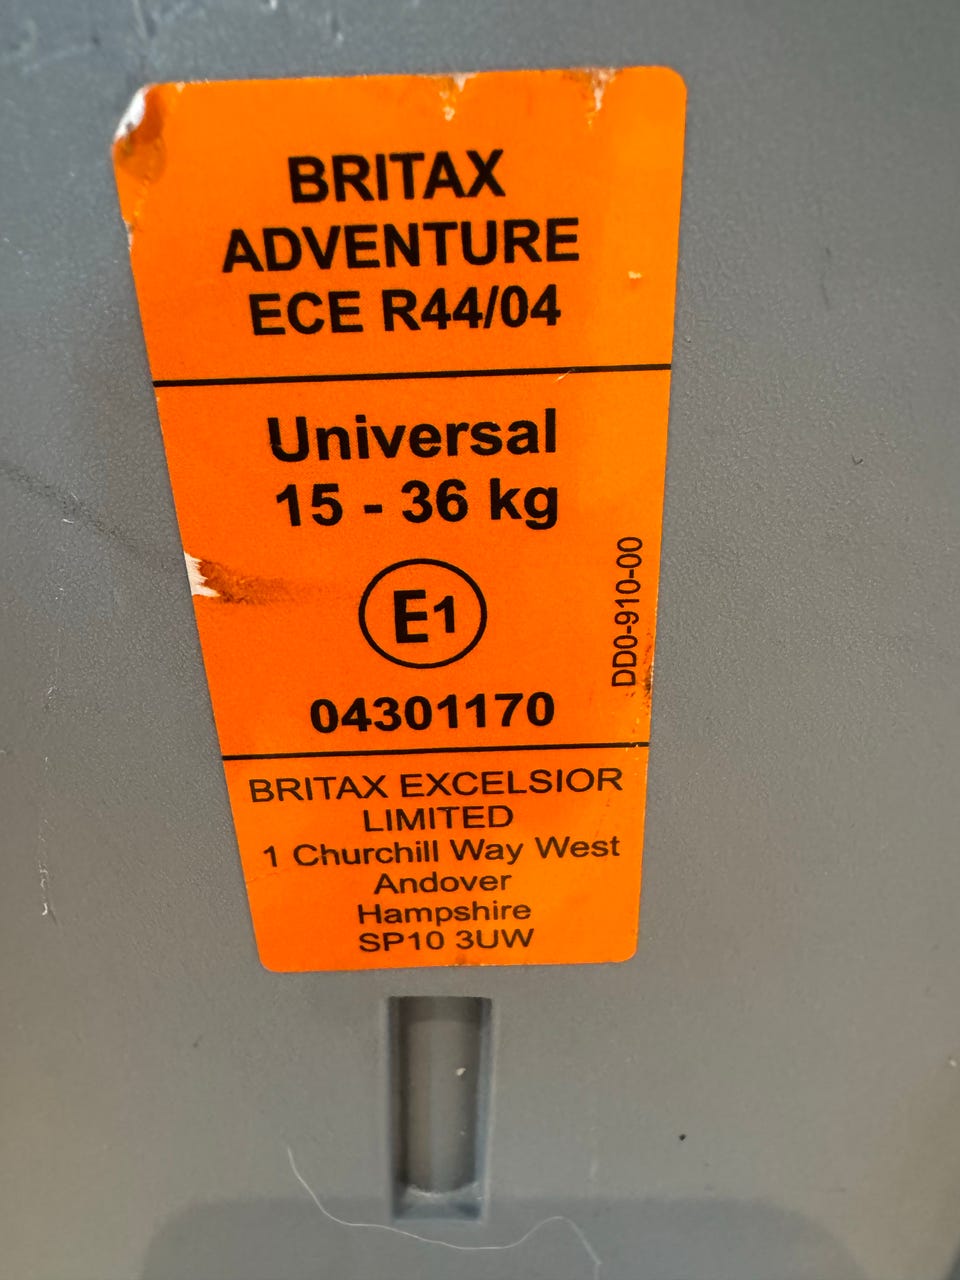 BRITAX
ADVENTURE
ECE R44/04
Universal
15 - 36 kg
E1
04301170
DD0-910-00
BRITAX EXCELSIOR
LIMITED
1 Churchill Way West
Andover
Hampshire
SP10 3UW